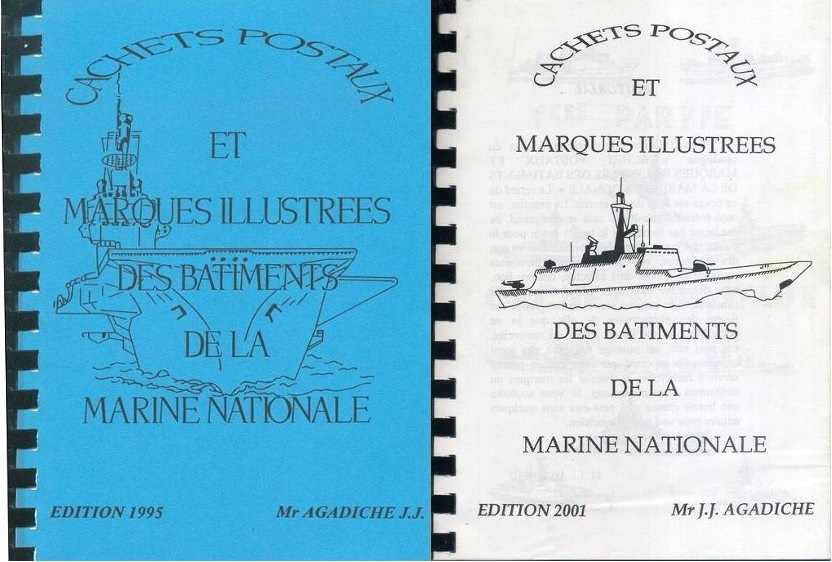 CACHETS POSTAUX
ET
MARQUES ILLUSTREES
DES BATIMENTS
DE LA
MARINE NATIONALE
EDITION 1995 Mr AGADICHE J.J.
CACHETS POSTAUX
ET
MARQUES ILLUSTREES
DES BATIMENTS
DE LA
MARINE NATIONALE
EDITION 2001 Mr J.J. AGADICHE